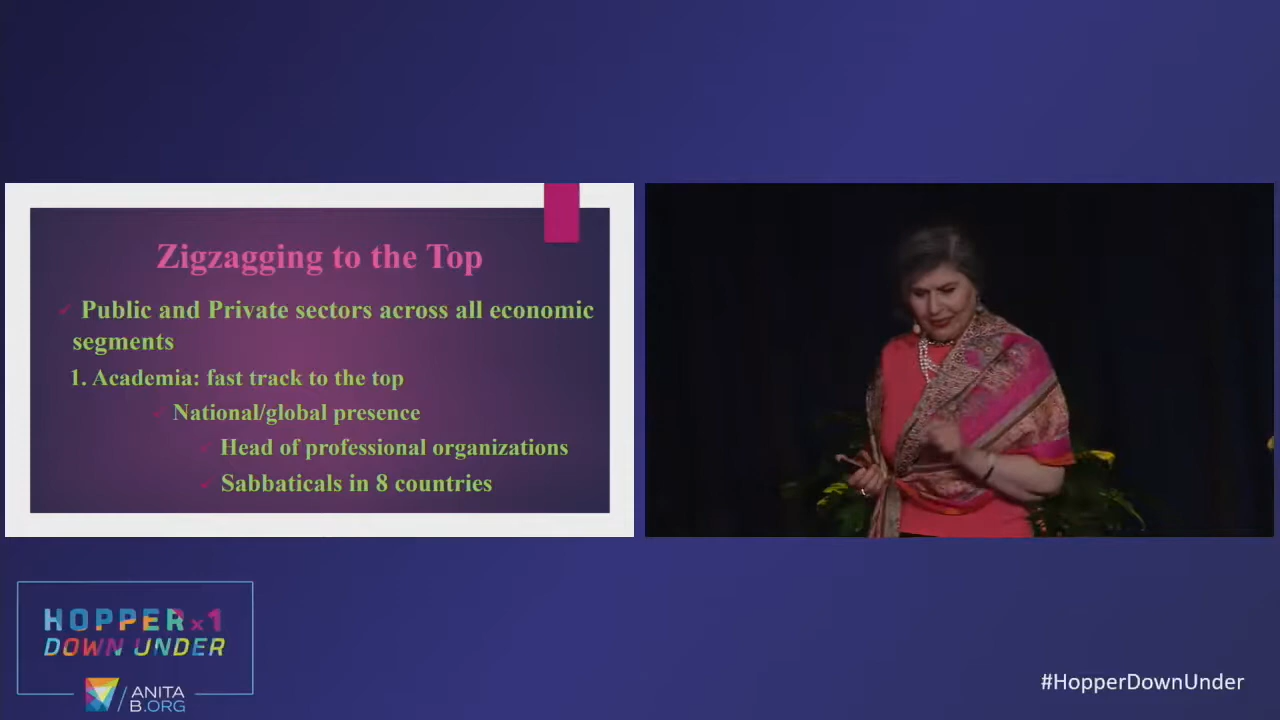 Zigzagging to the Top
✓ Public and Private sectors across all economic
segments
1. Academia: fast track to the top
✓ National/global presence
✓ Head of professional organizations
✓ Sabbaticals in 8 countries
HOPPER x1
DOWN UNDER
ANITA
B.ORG
#HopperDownUnder